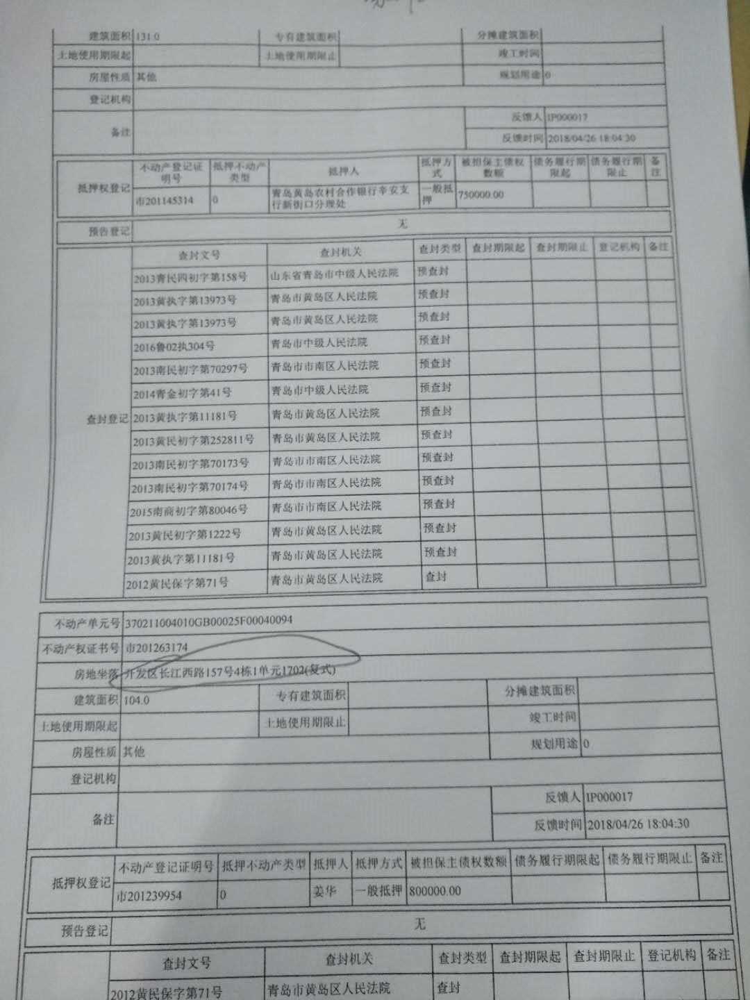 建筑面积 131.0 专有建筑面积 分摊建筑面积
土地使用期限起 土地使用期限止 竣工时间
房屋性质 其他 规划用途 0
登记机构
备注 反馈人 IP000017
反馈时间 2018/04/26 18:04:30
抵押权登记 不动产登记证明号 抵押不动产类型 抵押人 抵押方式 被担保主债权数额 债务履行期限起 债务履行期限止 备注
市201145314 0 青岛黄岛农村合作银行辛安支行新街口分理处 一般抵押 750000.00
预告登记 无
查封登记 查封文号 查封机关 查封类型 查封期限起 查封期限止 登记机构 备注
2013青民四初字第158号 山东省青岛市中级人民法院 预查封
2013黄执字第13973号 青岛市黄岛区人民法院 预查封
2013黄执字第13973号 青岛市黄岛区人民法院 预查封
2016鲁02执304号 青岛市中级人民法院 预查封
2013南民初字第70297号 青岛市市南区人民法院 预查封
2014青金初字第41号 青岛市中级人民法院 预查封
2013黄执字第11181号 青岛市黄岛区人民法院 预查封
2013黄民初字第252811号 青岛市黄岛区人民法院 预查封
2013南民初字第70173号 青岛市市南区人民法院 预查封
2013南民初字第70174号 青岛市市南区人民法院 预查封
2015南商初字第80046号 青岛市市南区人民法院 预查封
2013黄民初字第1222号 青岛市黄岛区人民法院 预查封
2013黄执字第11181号 青岛市黄岛区人民法院 预查封
2012黄民保字第71号 青岛市黄岛区人民法院 查封
不动产单元号 370211004010GB00025F00040094
不动产权证书号 市201263174
房地坐落 开发区长江西路157号4栋1单元1702(复式)
建筑面积 104.0 专有建筑面积 分摊建筑面积
土地使用期限起 土地使用期限止 竣工时间
房屋性质 其他 规划用途 0
登记机构
备注 反馈人 IP000017
反馈时间 2018/04/26 18:04:30
抵押权登记 不动产登记证明号 抵押不动产类型 抵押人 抵押方式 被担保主债权数额 债务履行期限起 债务履行期限止 备注
市201239954 0 姜华 一般抵押 800000.00
预告登记 无
查封文号 查封机关 查封类型 查封期限起 查封期限止 登记机构 备注
2012黄民保字第71号 青岛市黄岛区人民法院 查封